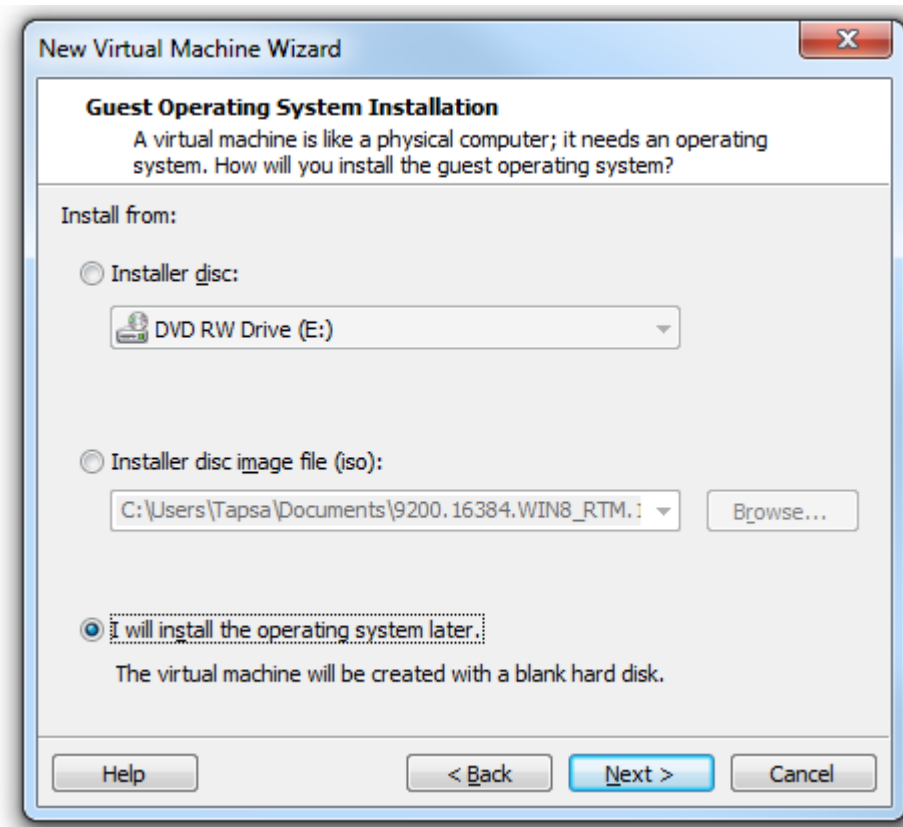 New Virtual Machine Wizard
Guest Operating System Installation
A virtual machine is like a physical computer; it needs an operating
system. How will you install the guest operating system?
Install from:
Installer disc:
DVD RW Drive (E:)
Installer disc image file (iso):
C:\Users\Tapsa\Documents\9200.16384.WIN8_RTM.1
Browse...
I will install the operating system later.
The virtual machine will be created with a blank hard disk.
Help
< Back
Next >
Cancel